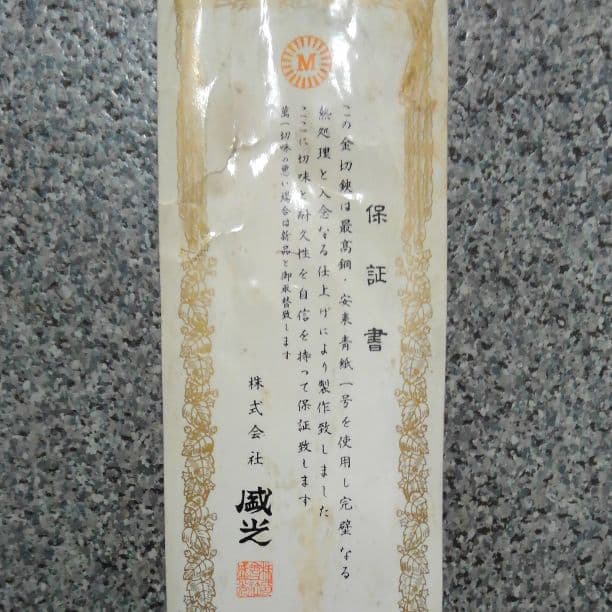 M
保証書
この金切鋏は最高鋼・安来青紙一号を使用し完璧なる
熱処理と入念なる仕上げにより製作致しました
ここに切味と耐久性を自信を持って保証致します
萬一切味の悪い場合は新品と御取替致します
株式会社
盛光